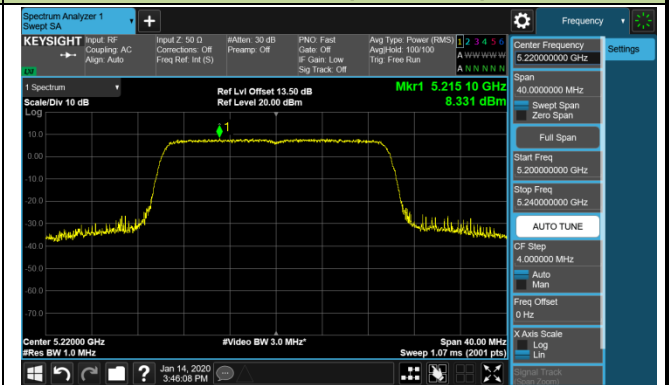 Spectrum Analyzer 1
Swept SA
+
Frequency
KEYSIGHT
Input: RF
Coupling: AC
Align: Auto
Input Z: 50 Ω
Corrections: Off
Freq Ref: Int (S)
#Atten: 30 dB
Preamp: Off
PNO: Fast
Gate: Off
IF Gain: Low
Sig Track: Off
Avg Type: Power (RMS)
Avg|Hold: 100/100
Trig: Free Run
1 2 3 4 5 6
A W W W W W
A N N N N N
Center Frequency
5.220000000 GHz
Settings
Span
40.0000000 MHz
Swept Span
Zero Span
Full Span
Start Freq
5.200000000 GHz
Stop Freq
5.240000000 GHz
AUTO TUNE
CF Step
4.000000 MHz
Auto
Man
Freq Offset
0 Hz
X Axis Scale
Log
Lin
Signal Track
(Span Zoom)
1 Spectrum
Scale/Div 10 dB
Log
Ref Lvl Offset 13.50 dB
Ref Level 20.00 dBm
Mkr1 5.215 10 GHz
8.331 dBm
1
10.0
0.00
-10.0
-20.0
-30.0
-40.0
-50.0
-60.0
-70.0
Center 5.22000 GHz
#Res BW 1.0 MHz
#Video BW 3.0 MHz*
Span 40.00 MHz
Sweep 1.07 ms (2001 pts)
?
Jan 14, 2020
3:46:08 PM